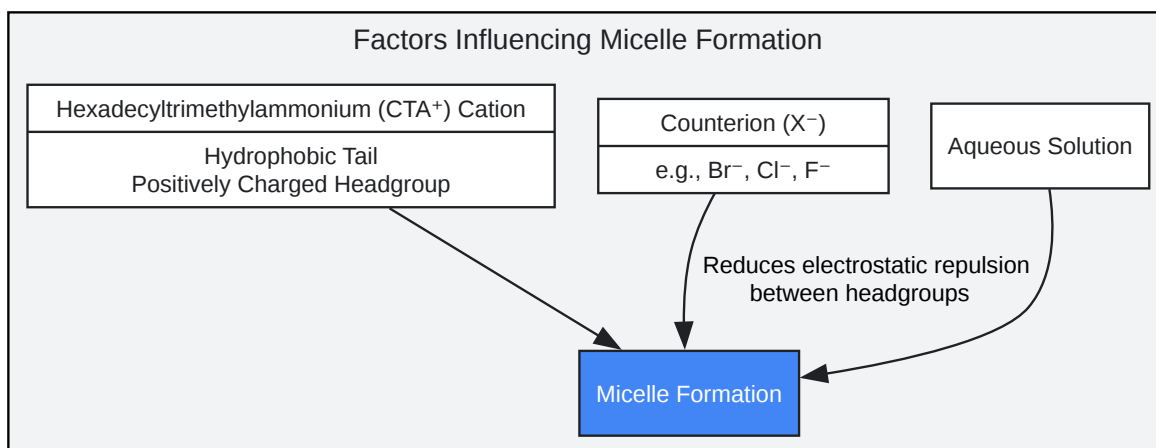 Factors Influencing Micelle Formation
Hexadecyltrimethylammonium (CTA⁺) Cation
Hydrophobic Tail
Positively Charged Headgroup
Counterion (X⁻)
e.g., Br⁻, Cl⁻, F⁻
Aqueous Solution
Reduces electrostatic repulsion
between headgroups
Micelle Formation